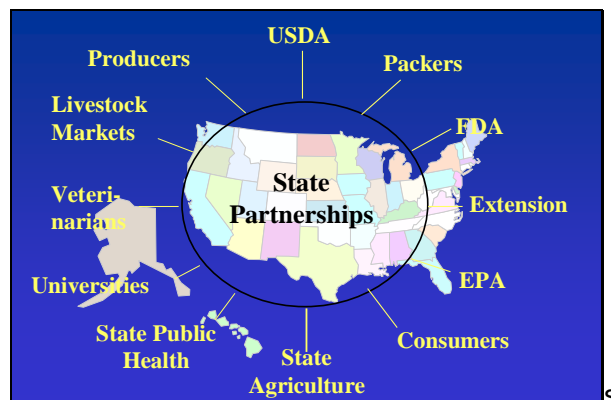 USDA
Producers
Packers
Livestock
Markets
FDA
State
Partnerships
Veteri-
narians
Extension
Universities
EPA
State Public
Health
Consumers
State
Agriculture
s